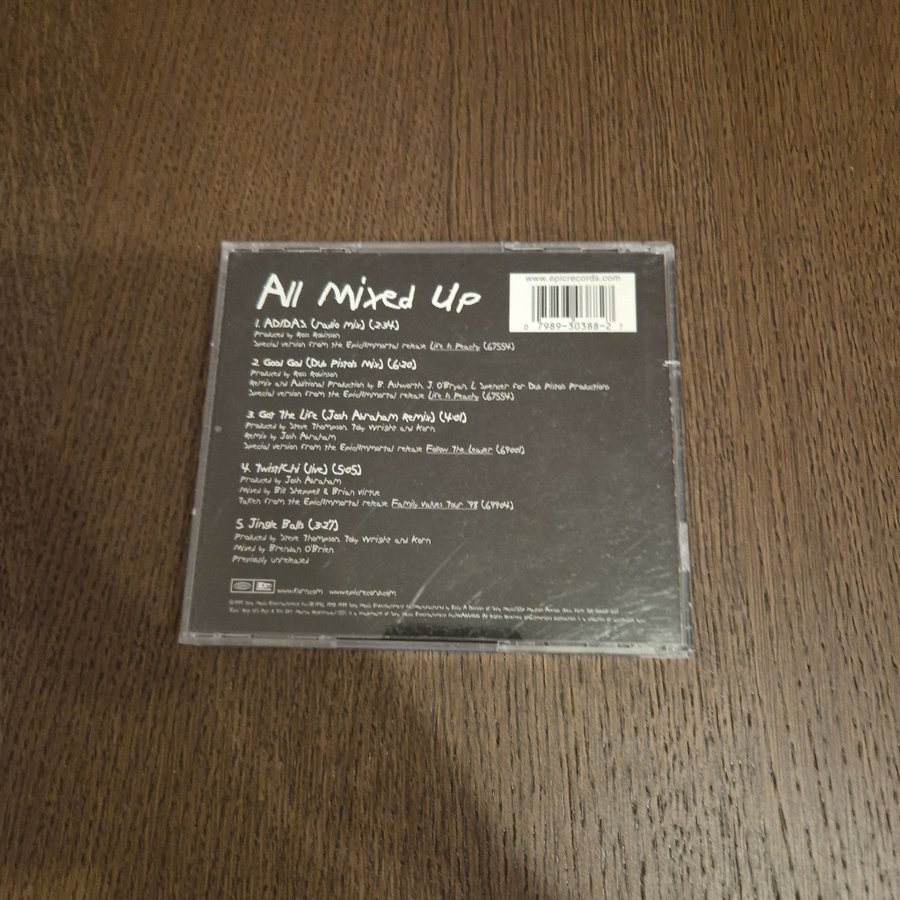 All Mixed Up
www.epicrecords.com
0 7989-30388-2 7
1. A.D.I.D.A.S. (radio mix) (2:34)
Produced by Ross Robinson
Special version from the Epic/Immortal release Life Is Peachy (67554)
2. Good God (Dub Pistols Mix) (6:20)
Produced by Ross Robinson
Remix and Additional Production by B. Ashworth, J. O'Bryan, L. Spencer for Dub Pistols Productions
Special version from the Epic/Immortal release Life Is Peachy (67554)
3. Got The Life (Josh Abraham Remix) (4:01)
Produced by Steve Thompson, Toby Wright and Korn
Remix by Josh Abraham
Special version from the Epic/Immortal release Follow The Leader (69001)
4. Twist/Chi (live) (5:05)
Produced by Josh Abraham
Mixed by Bill Sheppell & Brian Virtue
Taken from the Epic/Immortal release Family Values Tour '98 (69904)
5. Jingle Balls (3:27)
Produced by Steve Thompson, Toby Wright and Korn
Mixed by Brendan O'Brien
Previously unreleased
www.Korn.com www.epicrecords.com